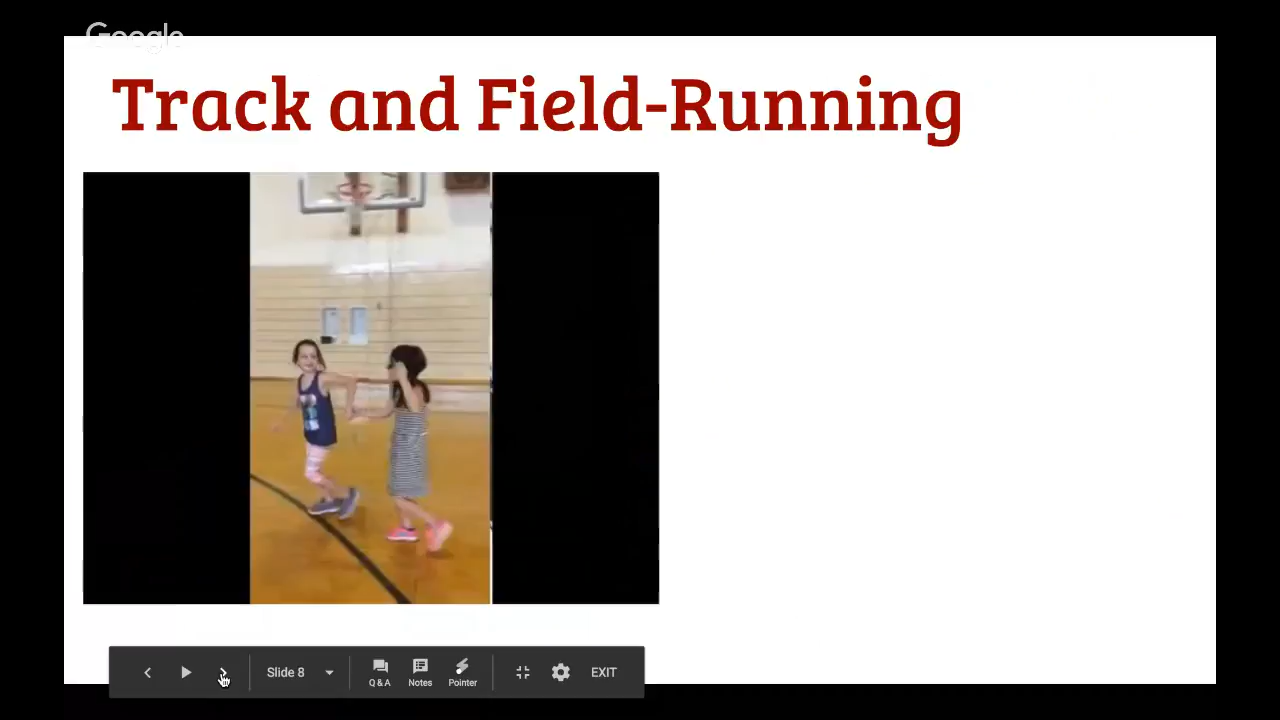 Google
Track and Field-Running
Slide 8
Q & A
Notes
Pointer
EXIT